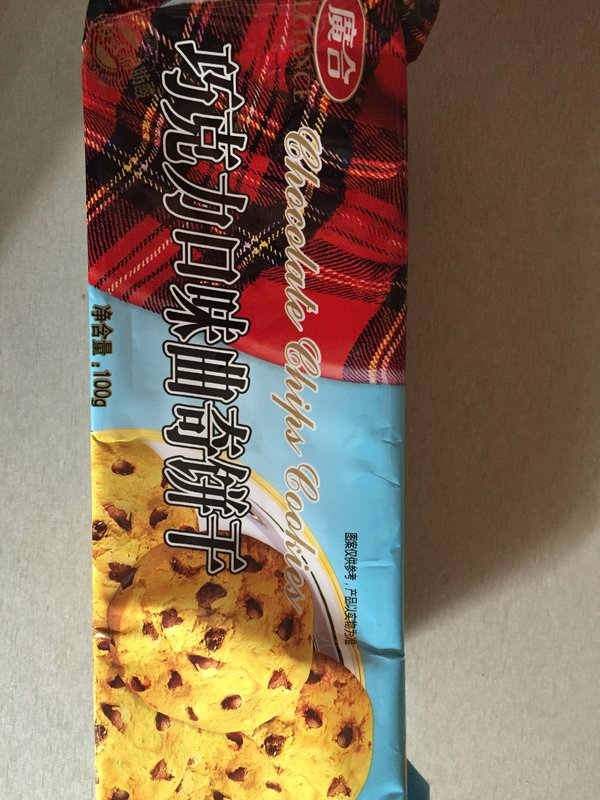 廣合
Chocolate Chips Cookies
巧克力口味曲奇饼干
图案仅供参考，产品以实物为准
净含量：100g